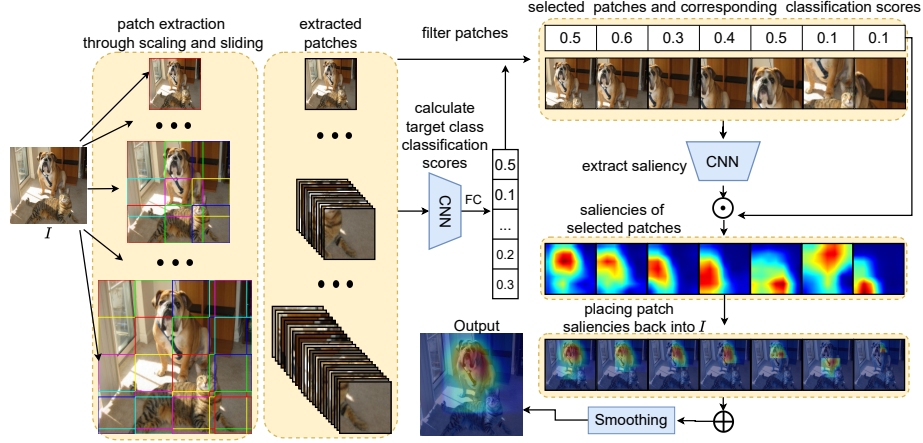 patch extraction
through scaling and sliding
extracted
patches
filter patches
selected patches and corresponding classification scores
0.5 0.6 0.3 0.4 0.5 0.1 0.1
calculate
target class
classification
scores
CNN
FC
0.5
0.1
...
0.2
0.3
extract saliency
CNN
I
saliencies of
selected patches
placing patch
saliencies back into I
Output
Smoothing